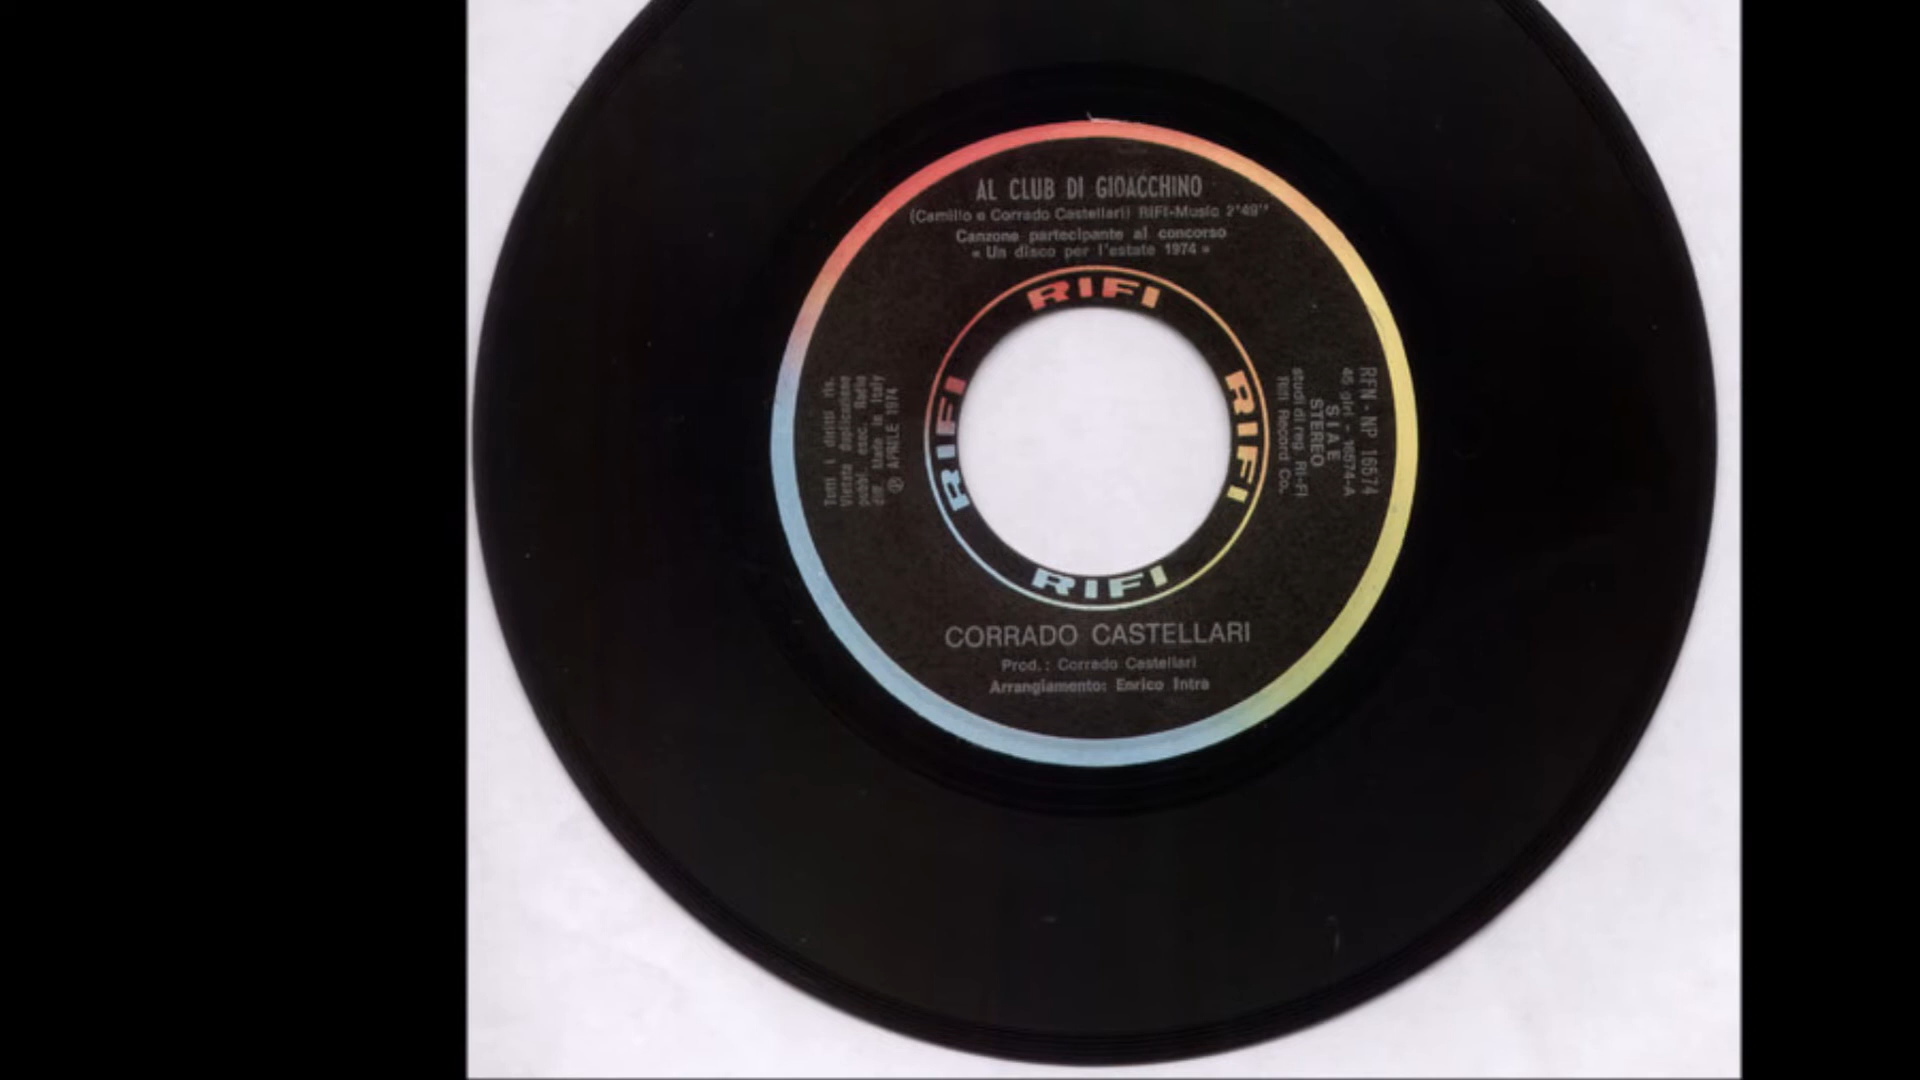 AL CLUB DI GIOACCHINO
(Camillo e Corrado Castellari) RIFI-Music 2'49''
Canzone partecipante al concorso
« Un disco per l'estate 1974 »
RIFI
RIFI
RIFI
RIFI
Tutti i diritti ris.
Vietata duplicazione
pubbl. esec. Radio
dif. Made in Italy
℗ APRILE 1974
RFN - NP 16574
45 giri - 16574-A
SIAE
STEREO
studi di reg. RI-FI
Rifi Record Co.
CORRADO CASTELLARI
Prod.: Corrado Castellari
Arrangiamento: Enrico Intra